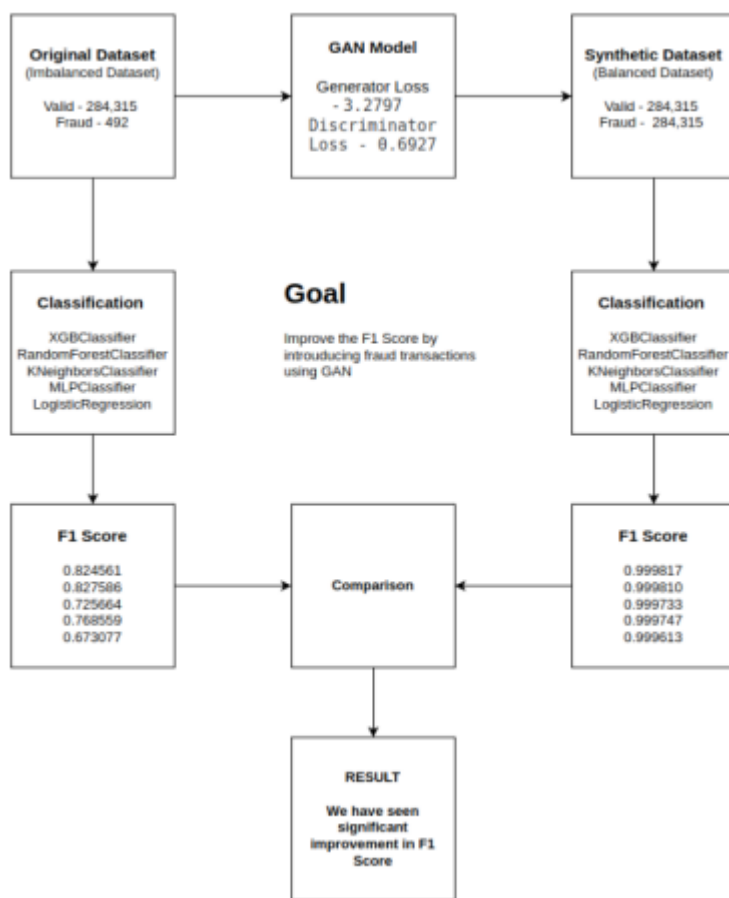 Original Dataset
(Imbalanced Dataset)
Valid - 284,315
Fraud - 492
GAN Model
Generator Loss
- 3.2797
Discriminator
Loss - 0.6927
Synthetic Dataset
(Balanced Dataset)
Valid - 284,315
Fraud - 284,315
Classification
XGBClassifier
RandomForestClassifier
KNeighborsClassifier
MLPClassifier
LogisticRegression
Goal
Improve the F1 Score by
introuducing fraud transactions
using GAN
Classification
XGBClassifier
RandomForestClassifier
KNeighborsClassifier
MLPClassifier
LogisticRegression
F1 Score
0.824561
0.827586
0.725664
0.768559
0.673077
Comparison
F1 Score
0.999817
0.999810
0.999733
0.999747
0.999613
RESULT
We have seen
significant
improvement in F1
Score